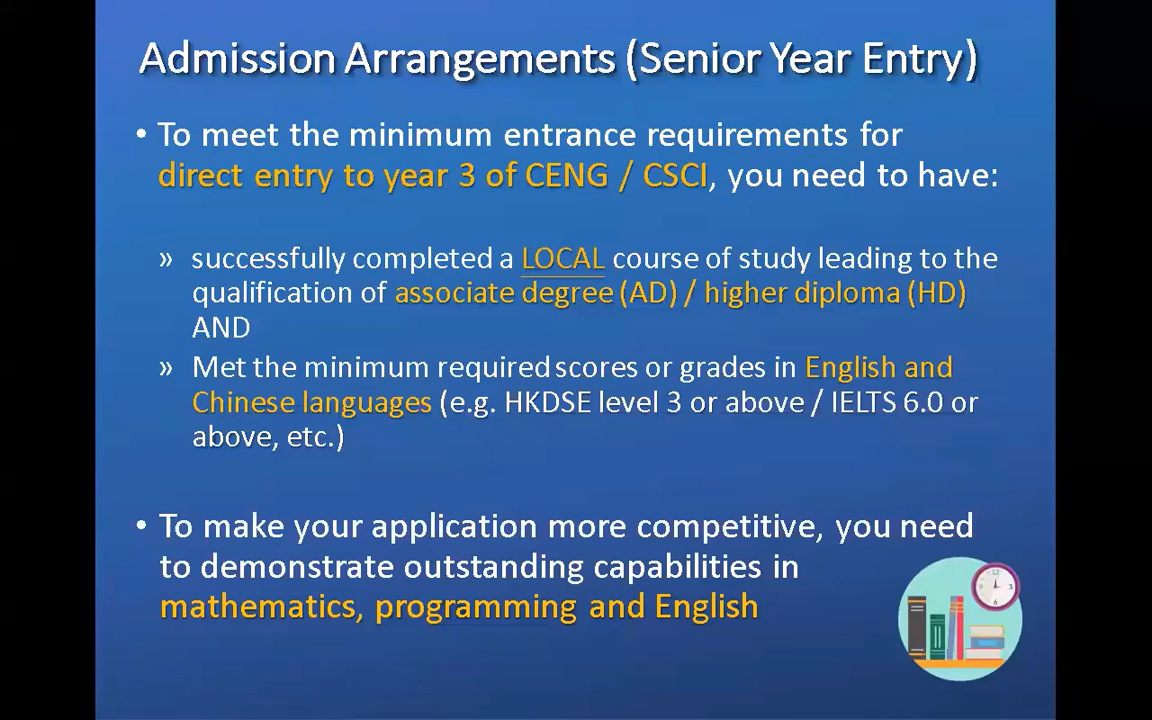 Admission Arrangements (Senior Year Entry)
• To meet the minimum entrance requirements for
direct entry to year 3 of CENG / CSCI, you need to have:
» successfully completed a LOCAL course of study leading to the
qualification of associate degree (AD) / higher diploma (HD)
AND
» Met the minimum required scores or grades in English and
Chinese languages (e.g. HKDSE level 3 or above / IELTS 6.0 or
above, etc.)
• To make your application more competitive, you need
to demonstrate outstanding capabilities in
mathematics, programming and English
12
3
6
9